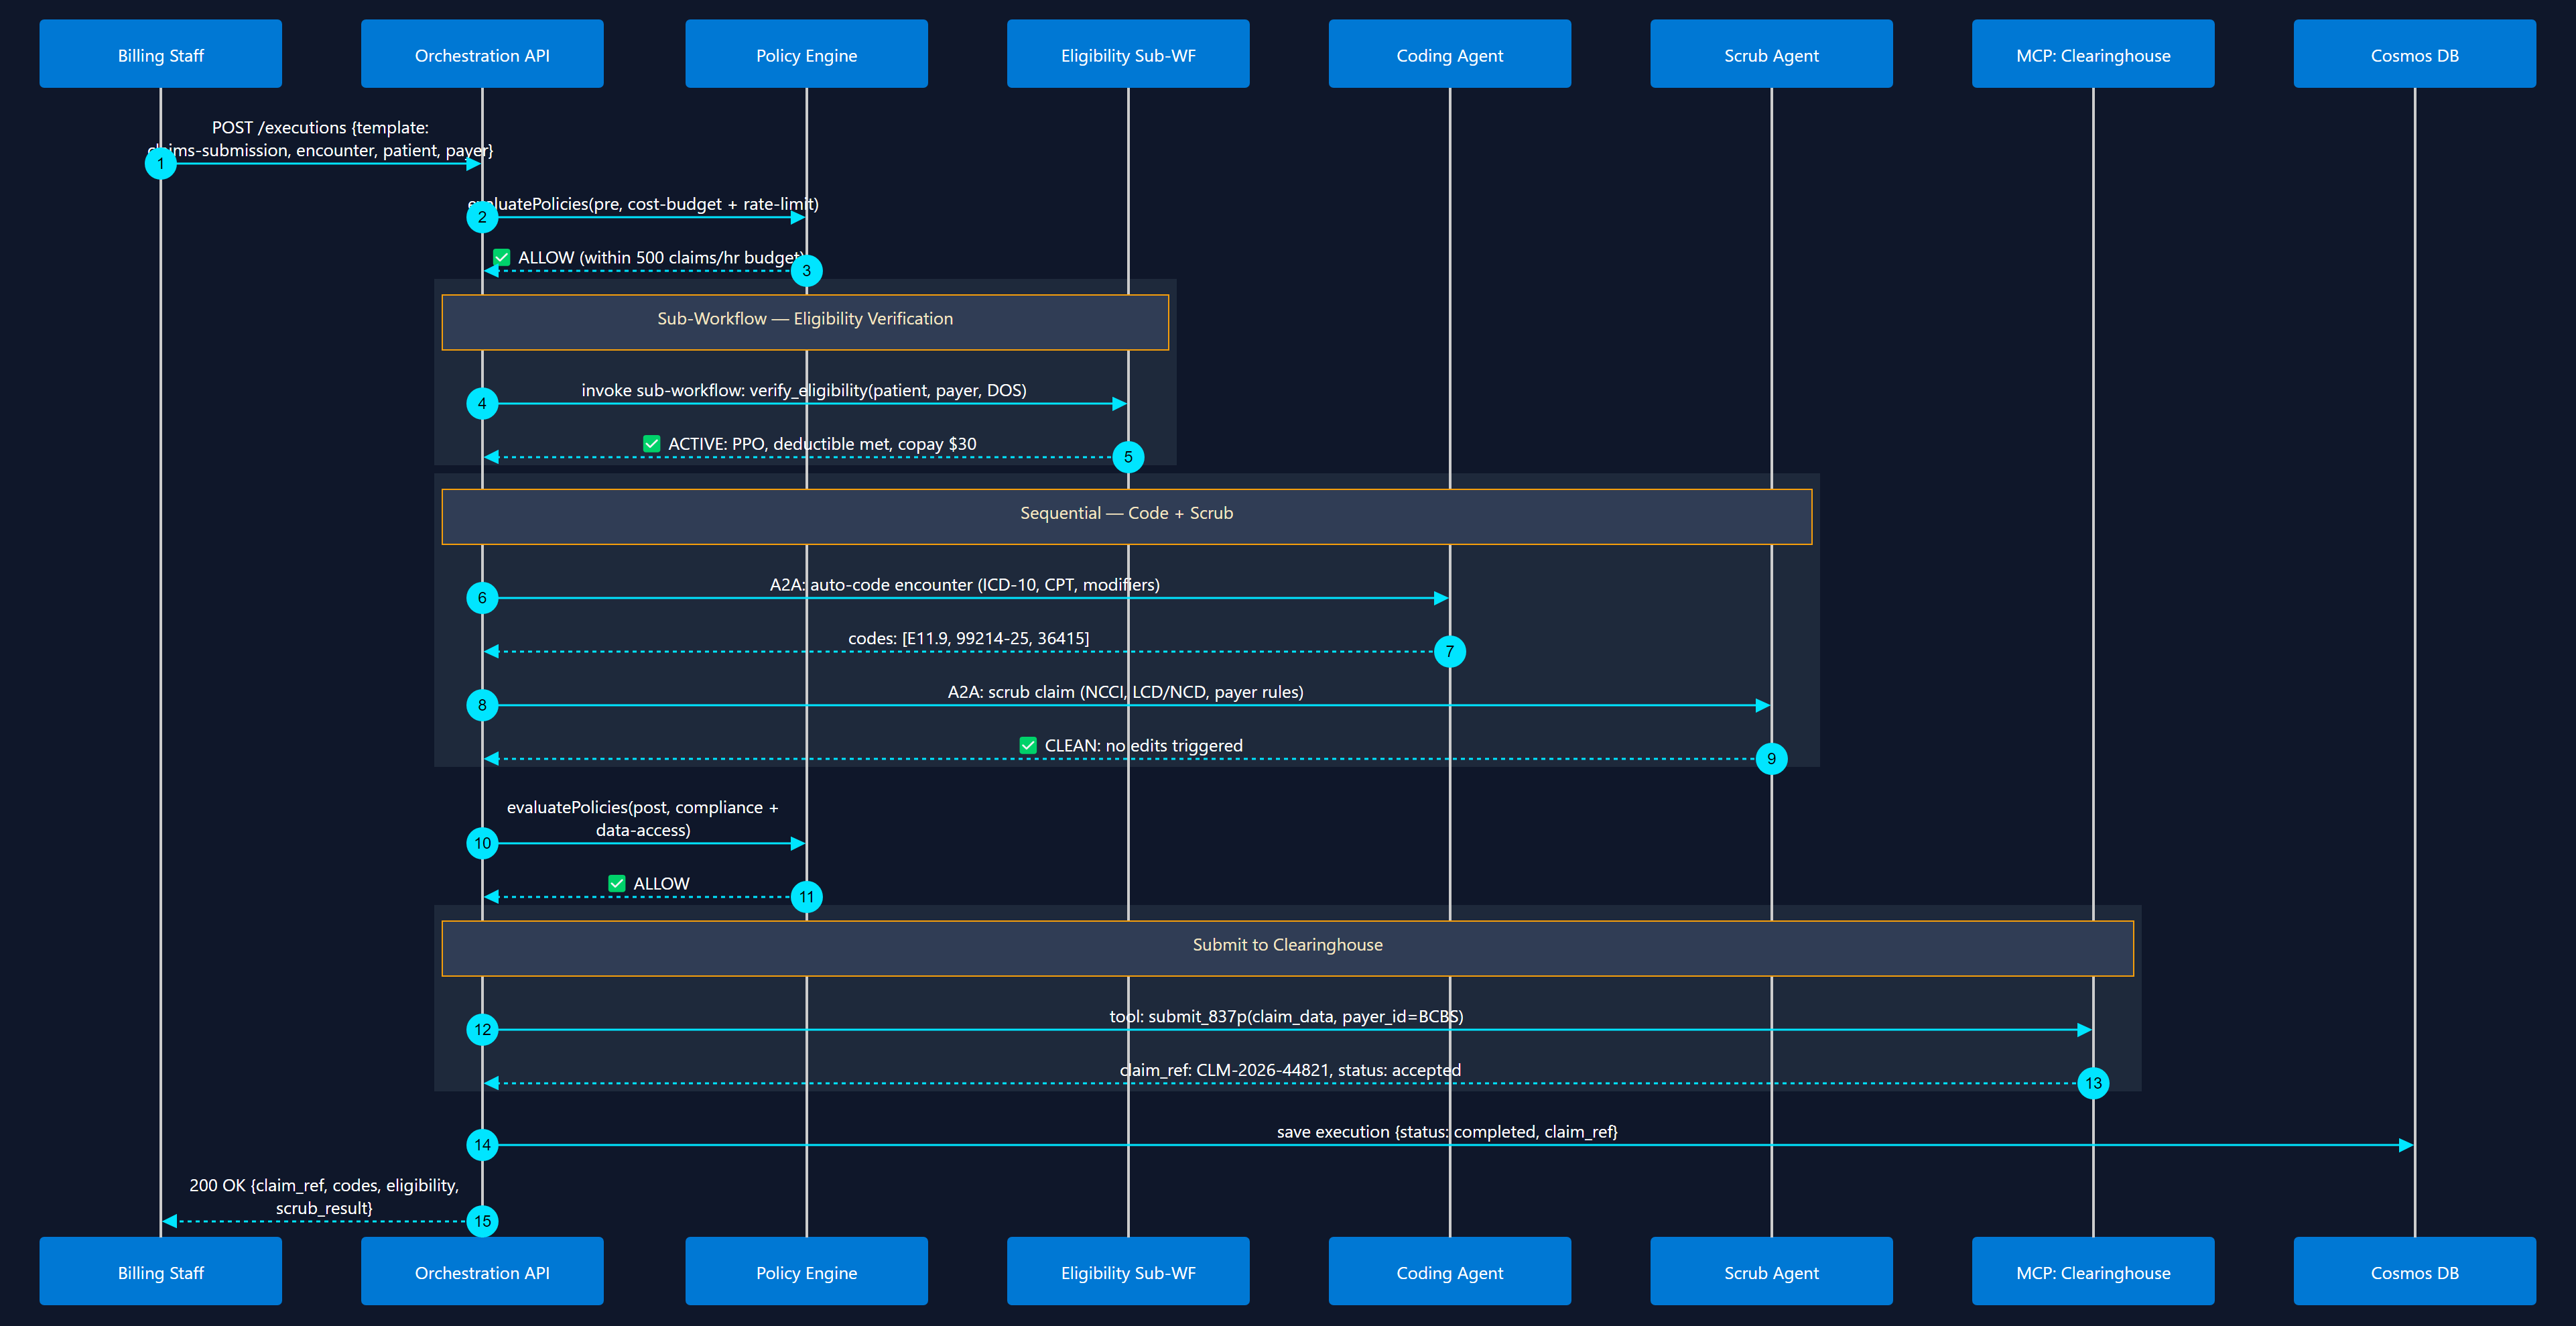 Billing Staff
Orchestration API
Policy Engine
Eligibility Sub-WF
Coding Agent
Scrub Agent
MCP: Clearinghouse
Cosmos DB
POST /executions {template:
claims-submission, encounter, patient, payer}
1
evaluatePolicies(pre, cost-budget + rate-limit)
2
✅ ALLOW (within 500 claims/hr budget)
3
Sub-Workflow — Eligibility Verification
invoke sub-workflow: verify_eligibility(patient, payer, DOS)
4
✅ ACTIVE: PPO, deductible met, copay $30
5
Sequential — Code + Scrub
A2A: auto-code encounter (ICD-10, CPT, modifiers)
6
codes: [E11.9, 99214-25, 36415]
7
A2A: scrub claim (NCCI, LCD/NCD, payer rules)
8
✅ CLEAN: no edits triggered
9
evaluatePolicies(post, compliance +
data-access)
10
✅ ALLOW
11
Submit to Clearinghouse
tool: submit_837p(claim_data, payer_id=BCBS)
12
claim_ref: CLM-2026-44821, status: accepted
13
save execution {status: completed, claim_ref}
14
200 OK {claim_ref, codes, eligibility,
scrub_result}
15
Billing Staff
Orchestration API
Policy Engine
Eligibility Sub-WF
Coding Agent
Scrub Agent
MCP: Clearinghouse
Cosmos DB